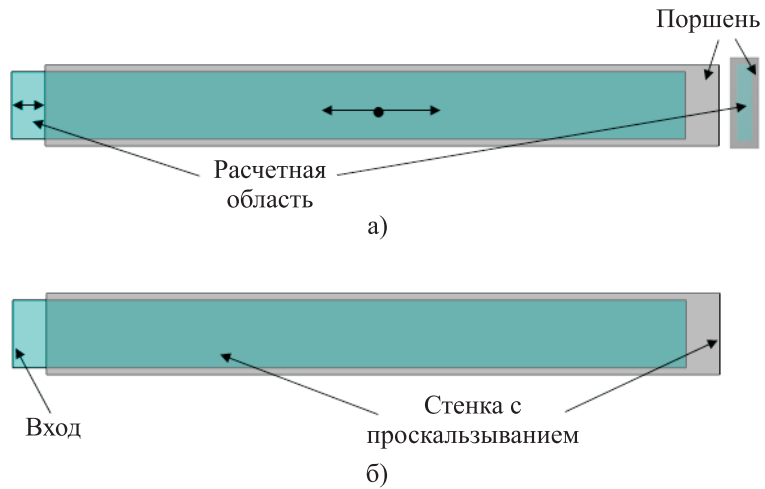 Поршень
Расчетная
область
а)
Стенка с
проскальзыванием
Вход
б)